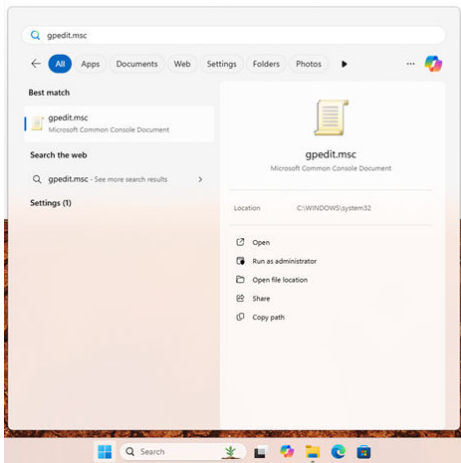 gpedit.msc
All Apps Documents Web Settings Folders Photos
Best match
gpedit.msc
Microsoft Common Console Document
Search the web
gpedit.msc - See more search results
Settings (1)
gpedit.msc
Microsoft Common Console Document
Location C:\WINDOWS\system32
Open
Run as administrator
Open file location
Share
Copy path
Search